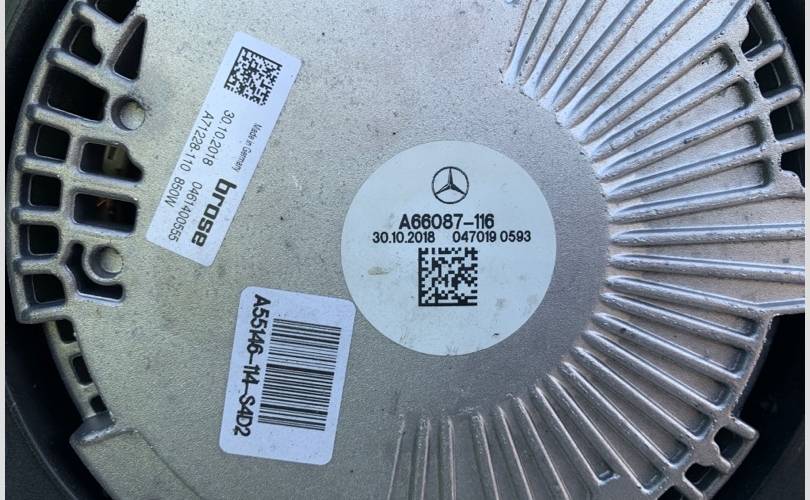 Made in Germany
brose
30.10.2018 0461400555
A71228-110 850W
A66087-116
30.10.2018 047019 0593
A55146-114-S4D2